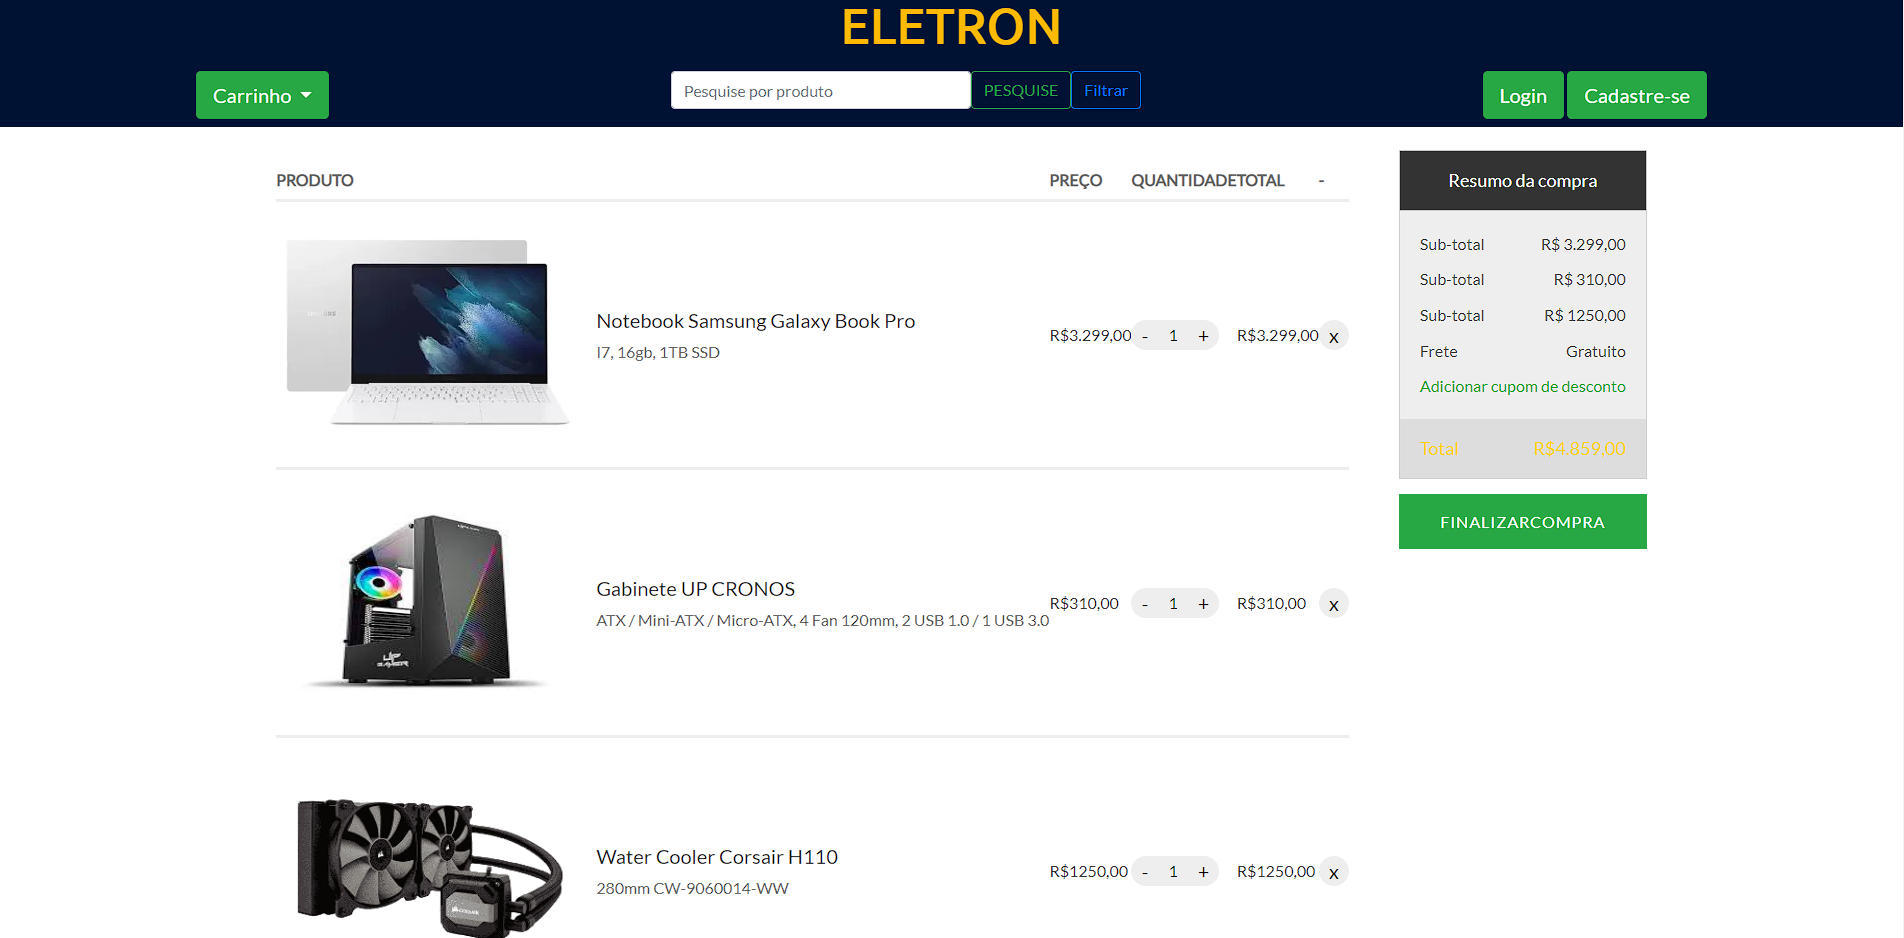 ELETRON
Carrinho
Pesquise por produto
PESQUISE
Filtrar
Login
Cadastre-se
PRODUTO PREÇO QUANTIDADETOTAL -
Notebook Samsung Galaxy Book Pro
I7, 16gb, 1TB SSD
R$3.299,00 - 1 + R$3.299,00 x
Gabinete UP CRONOS
ATX / Mini-ATX / Micro-ATX, 4 Fan 120mm, 2 USB 1.0 / 1 USB 3.0
R$310,00 - 1 + R$310,00 x
UP
GAMER
Water Cooler Corsair H110
280mm CW-9060014-WW
R$1250,00 - 1 + R$1250,00 x
CORSAIR
Resumo da compra
Sub-total R$ 3.299,00
Sub-total R$ 310,00
Sub-total R$ 1250,00
Frete Gratuito
Adicionar cupom de desconto
Total R$4.859,00
FINALIZARCOMPRA